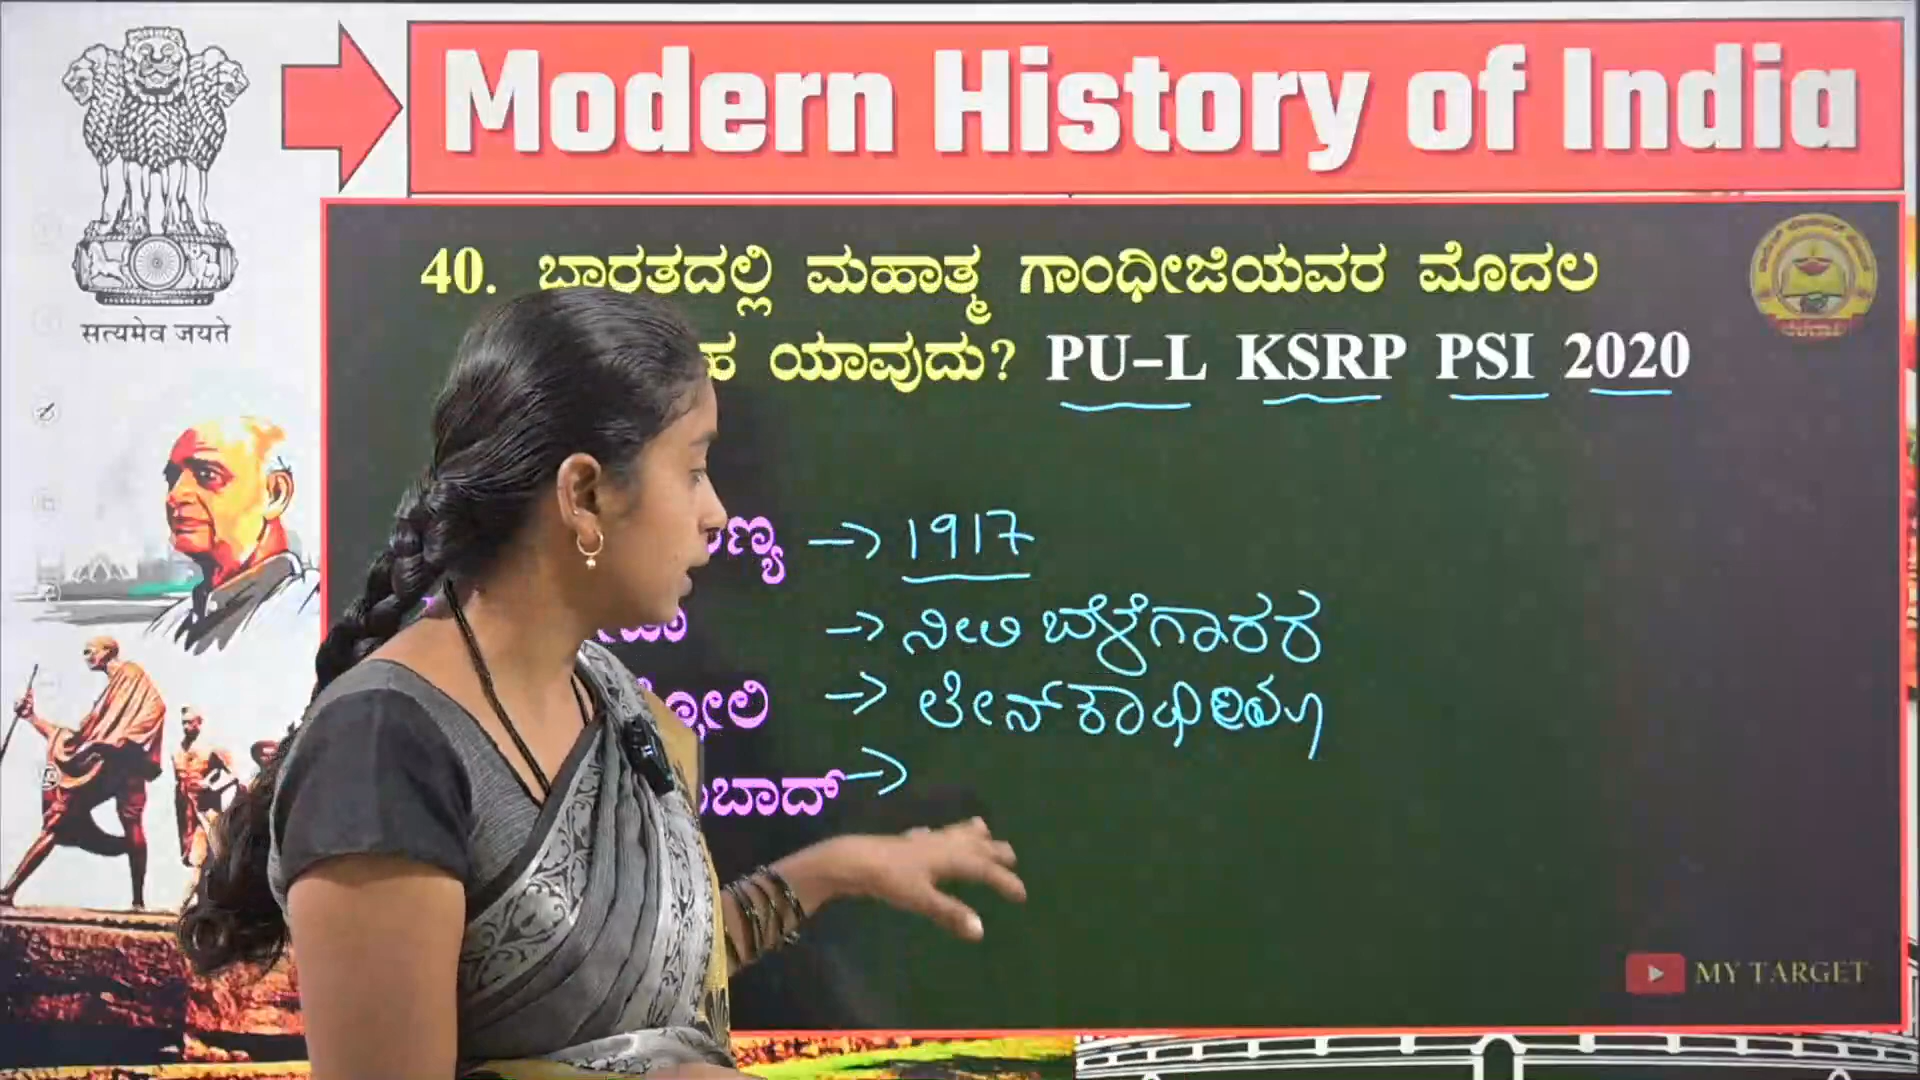 Modern History of India
सत्यमेव जयते
40. ಭಾರತದಲ್ಲಿ ಮಹಾತ್ಮ ಗಾಂಧೀಜಿಯವರ ಮೊದಲ
ಹ ಯಾವುದು? PU-L KSRP PSI 2020
ಣ್ಯ → 1917
→ ನೀಲಿ ಬೆಳೆಗಾರರ
ೋಲಿ → ತೀನ್ ಕಾಥಿಯಾ
ಬಾದ್ →
MY TARGET